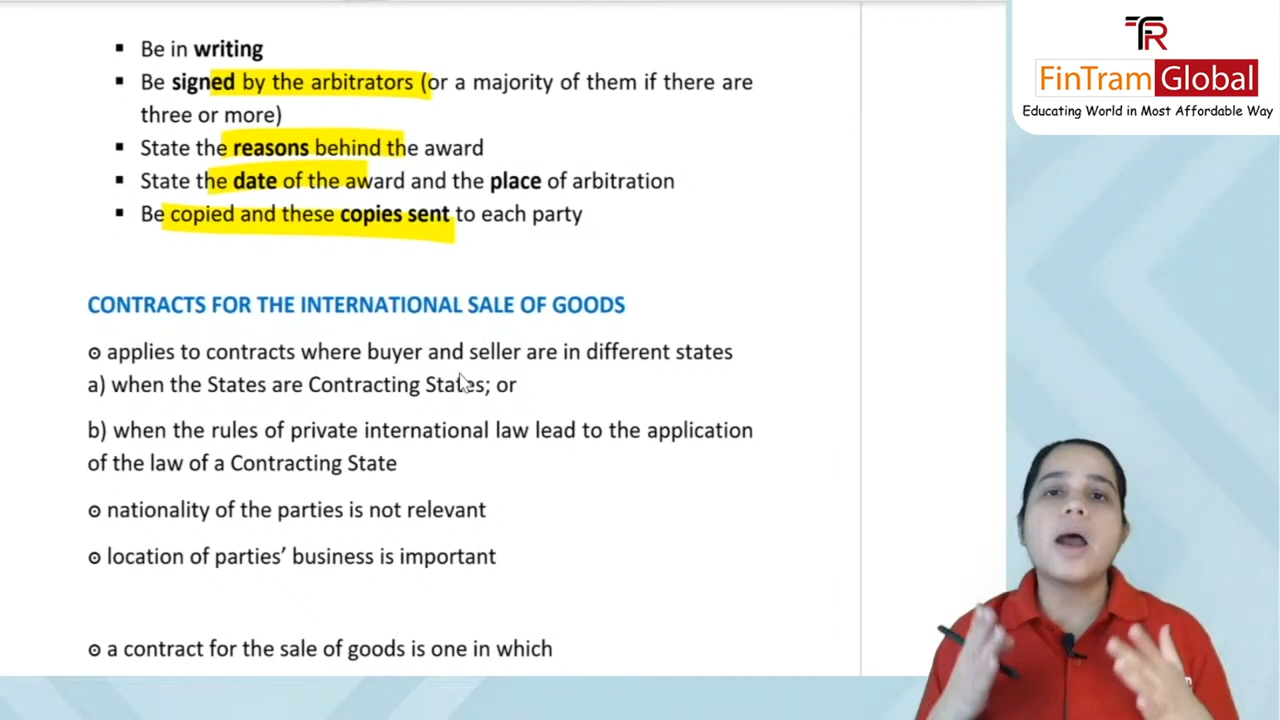 ▪ Be in writing
▪ Be signed by the arbitrators (or a majority of them if there are
three or more)
▪ State the reasons behind the award
▪ State the date of the award and the place of arbitration
▪ Be copied and these copies sent to each party
CONTRACTS FOR THE INTERNATIONAL SALE OF GOODS
⊙ applies to contracts where buyer and seller are in different states
a) when the States are Contracting States; or
b) when the rules of private international law lead to the application
of the law of a Contracting State
⊙ nationality of the parties is not relevant
⊙ location of parties’ business is important
⊙ a contract for the sale of goods is one in which
TR
FinTram Global
Educating World in Most Affordable Way